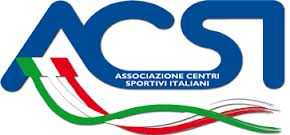 ACSI
ASSOCIAZIONE CENTRI
SPORTIVI ITALIANI